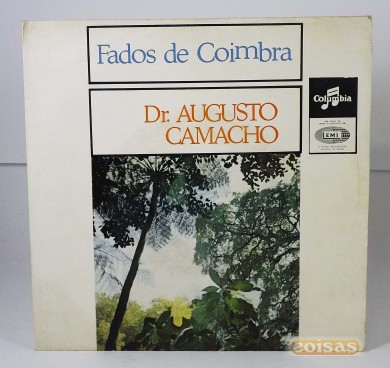 Fados de Coimbra
Dr. AUGUSTO
CAMACHO
Columbia
EMI
coisas